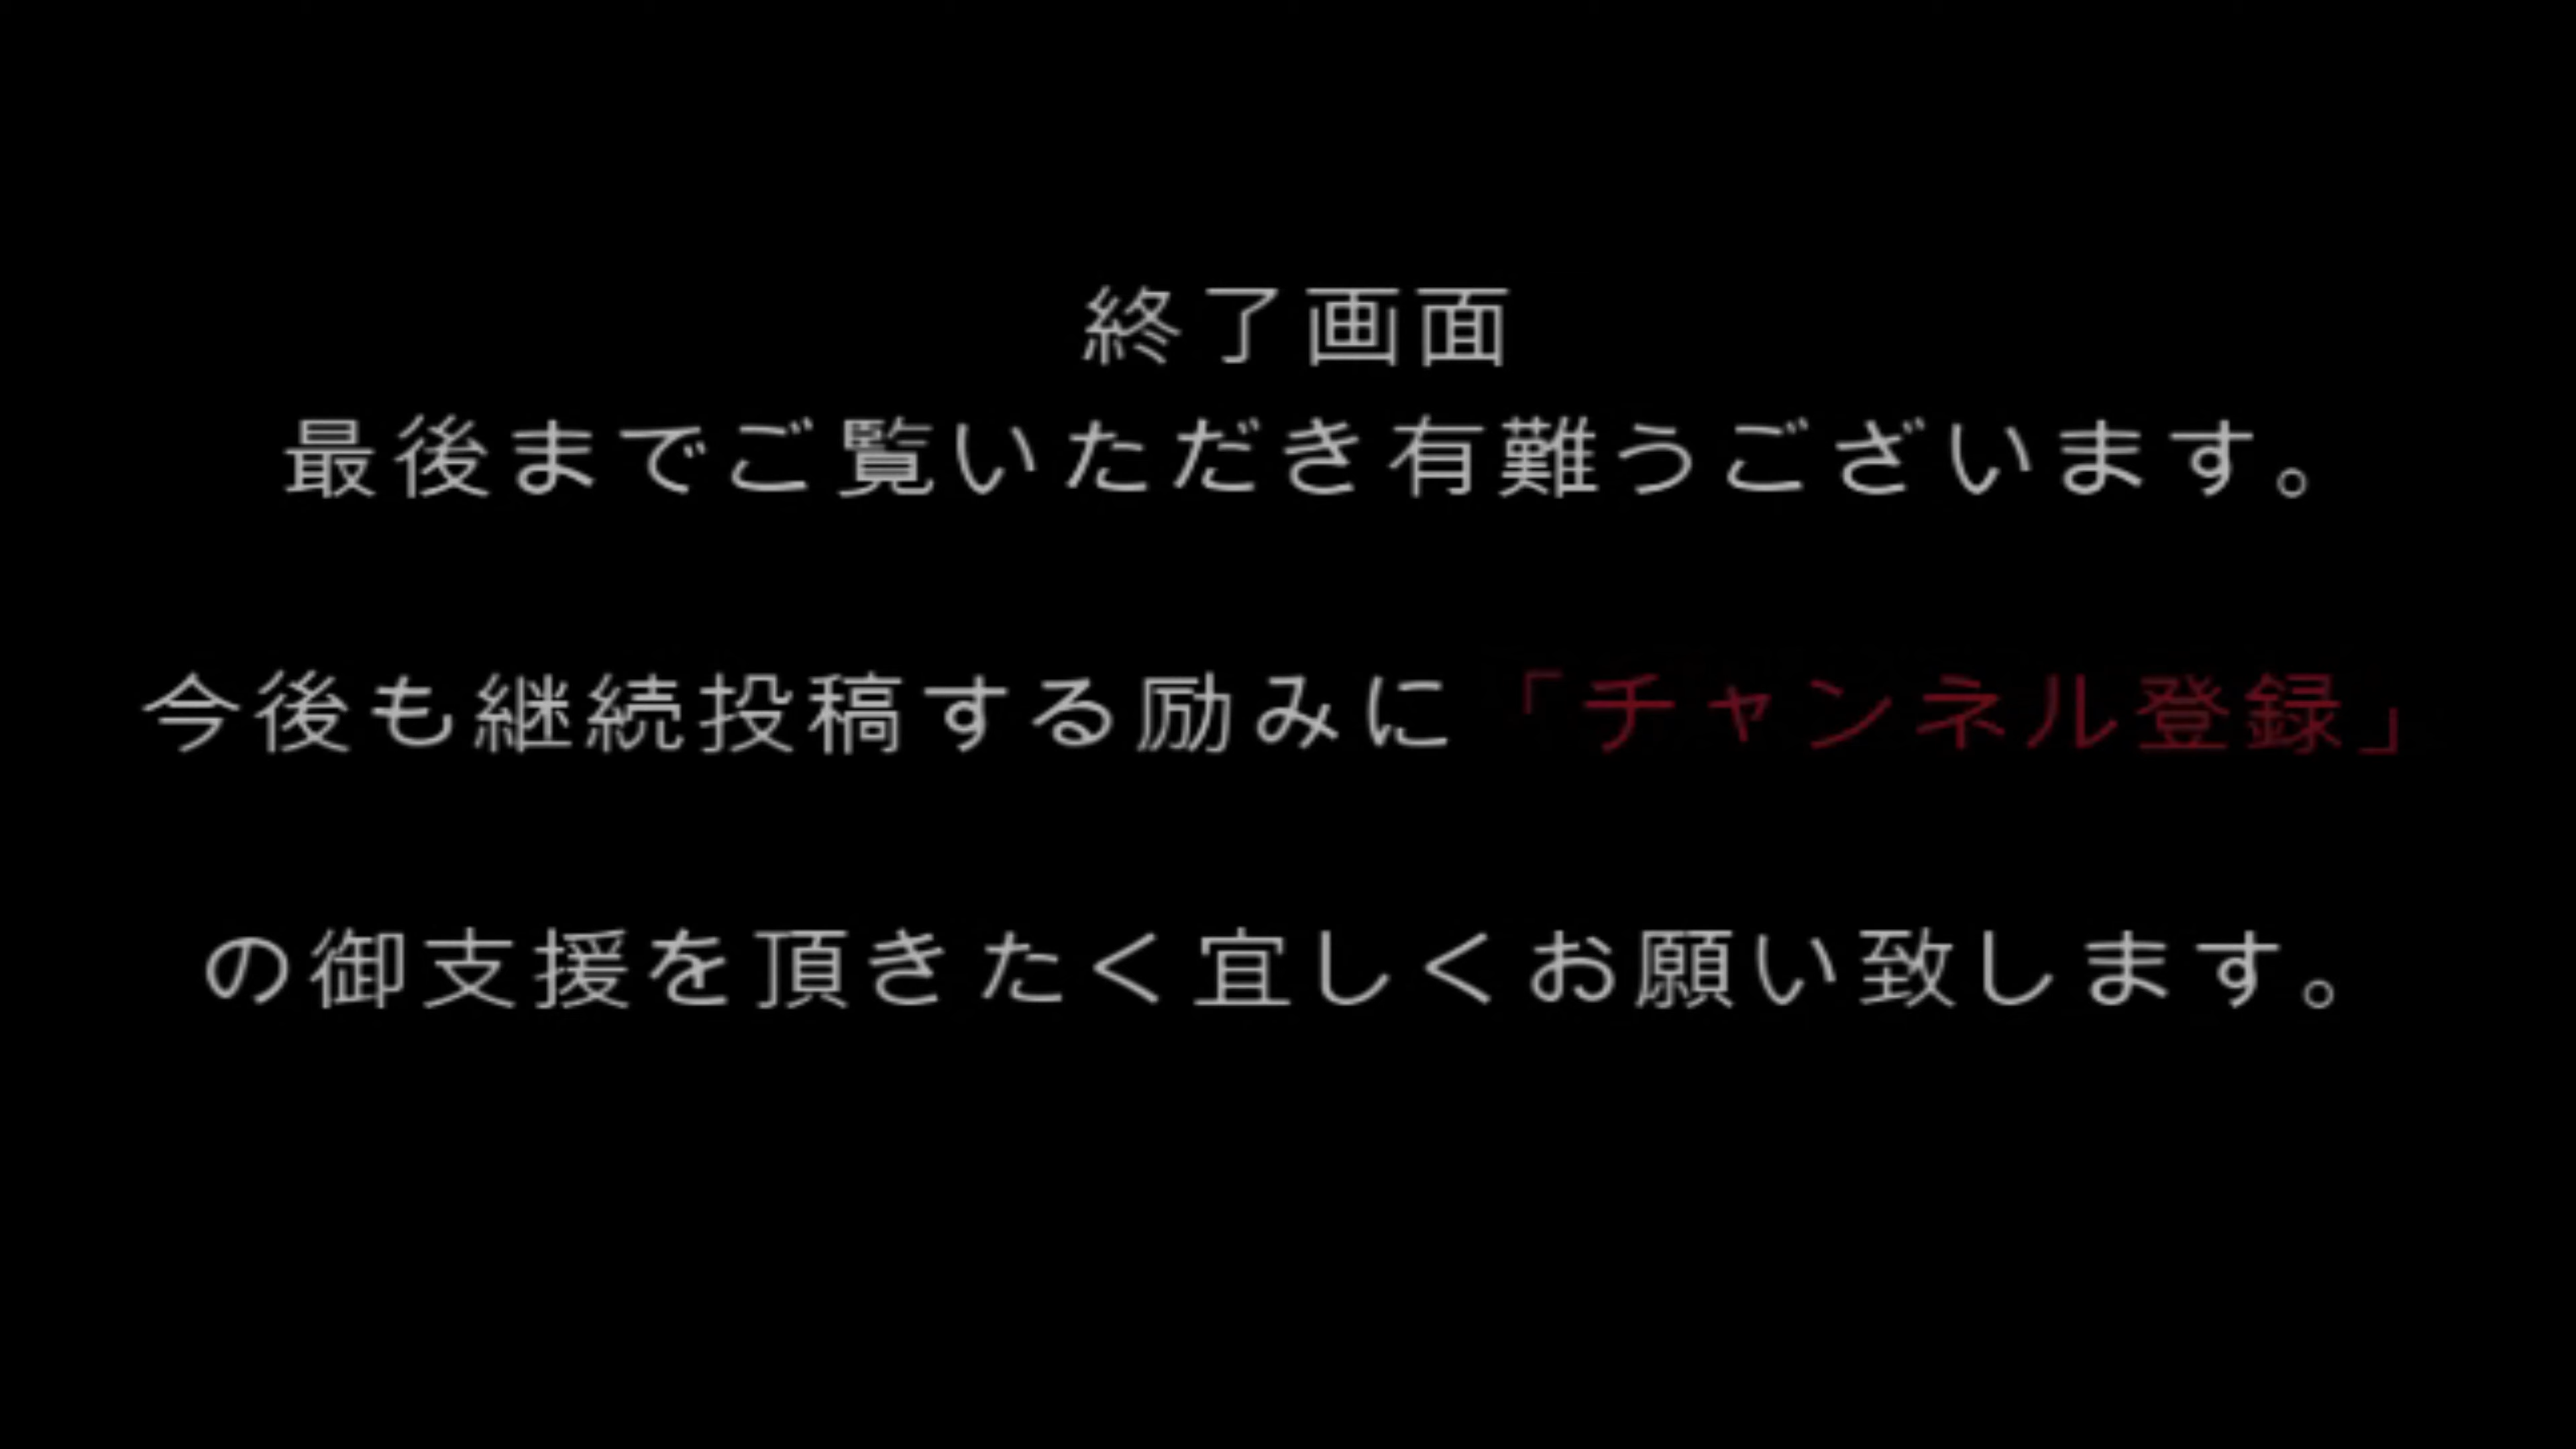 終了画面
最後までご覧いただき有難うございます。
今後も継続投稿する励みに「チャンネル登録」
の御支援を頂きたく宜しくお願い致します。